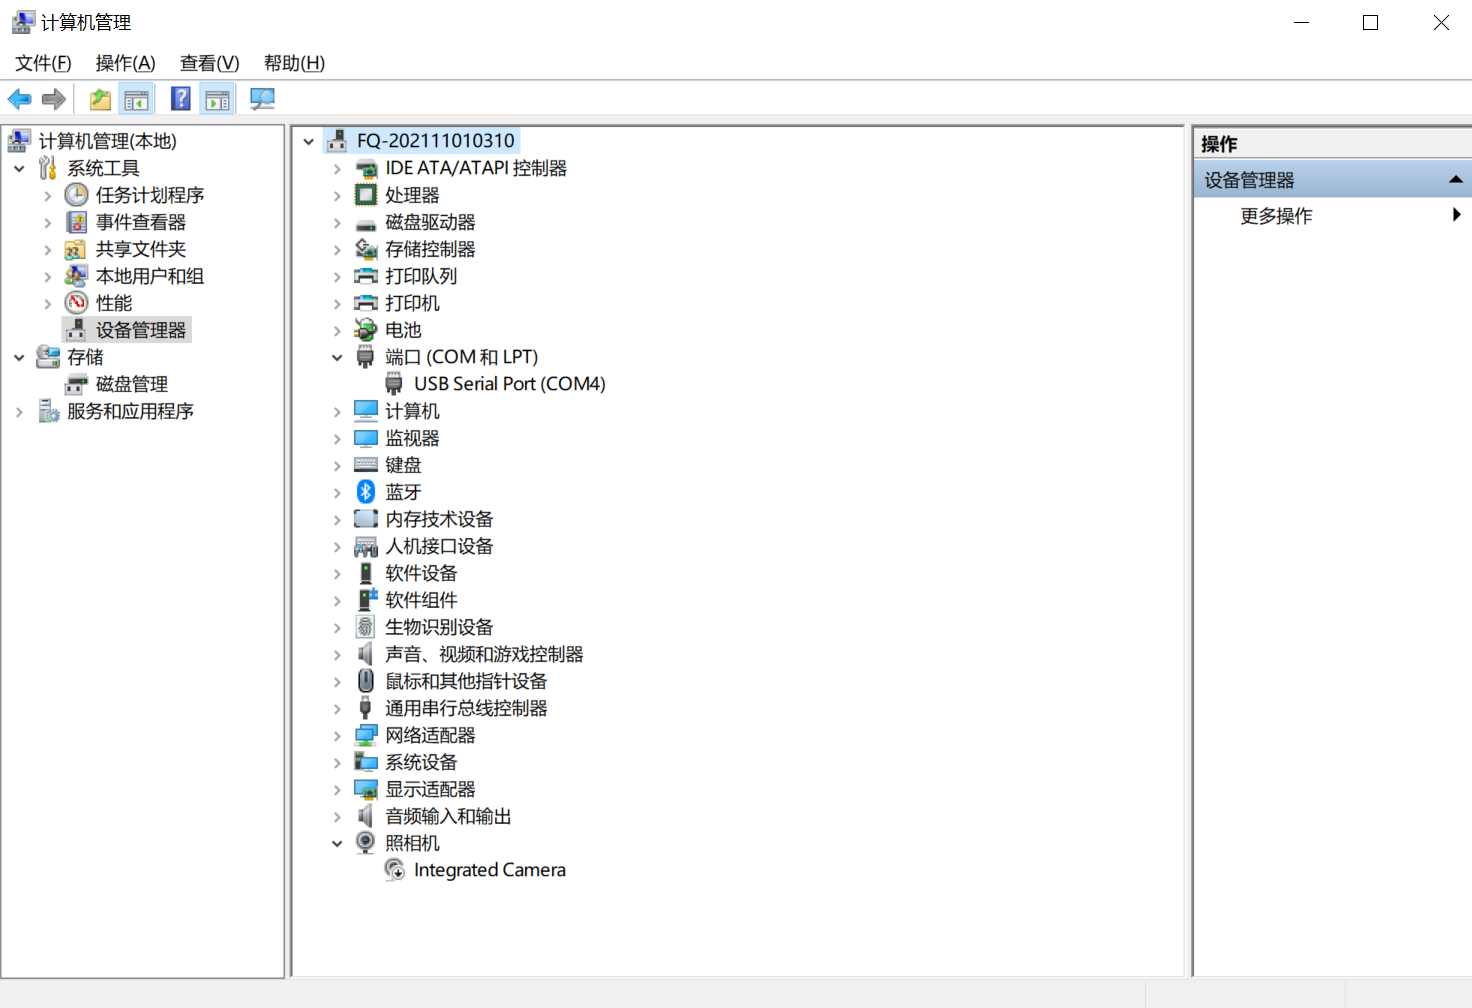 计算机管理
文件(F) 操作(A) 查看(V) 帮助(H)
计算机管理(本地)
系统工具
任务计划程序
事件查看器
共享文件夹
本地用户和组
性能
设备管理器
存储
磁盘管理
服务和应用程序
FQ-202111010310
IDE ATA/ATAPI 控制器
处理器
磁盘驱动器
存储控制器
打印队列
打印机
电池
端口 (COM 和 LPT)
USB Serial Port (COM4)
计算机
监视器
键盘
蓝牙
内存技术设备
人机接口设备
软件设备
软件组件
生物识别设备
声音、视频和游戏控制器
鼠标和其他指针设备
通用串行总线控制器
网络适配器
系统设备
显示适配器
音频输入和输出
照相机
Integrated Camera
操作
设备管理器
更多操作